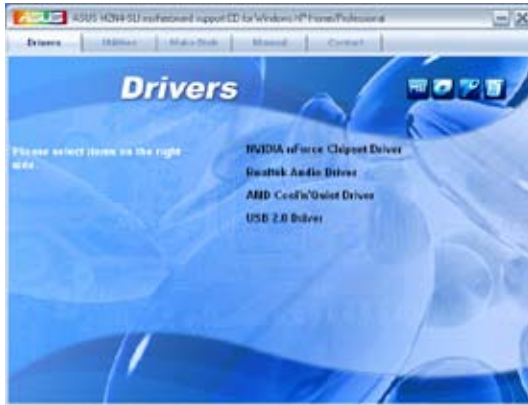 ASUS
ASUS M2N4-SLI motherboard support CD for Windows XP Home/Professional
Drivers
Utilities
Make Disk
Manual
Contact
Drivers
Please select items on the right side.
NVIDIA nForce Chipset Driver
Realtek Audio Driver
AMD Cool'n'Quiet Driver
USB 2.0 Driver